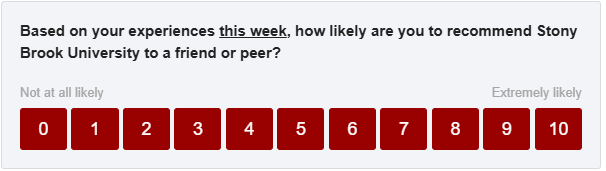 Based on your experiences this week, how likely are you to recommend Stony
Brook University to a friend or peer?
Not at all likely Extremely likely
0 1 2 3 4 5 6 7 8 9 10